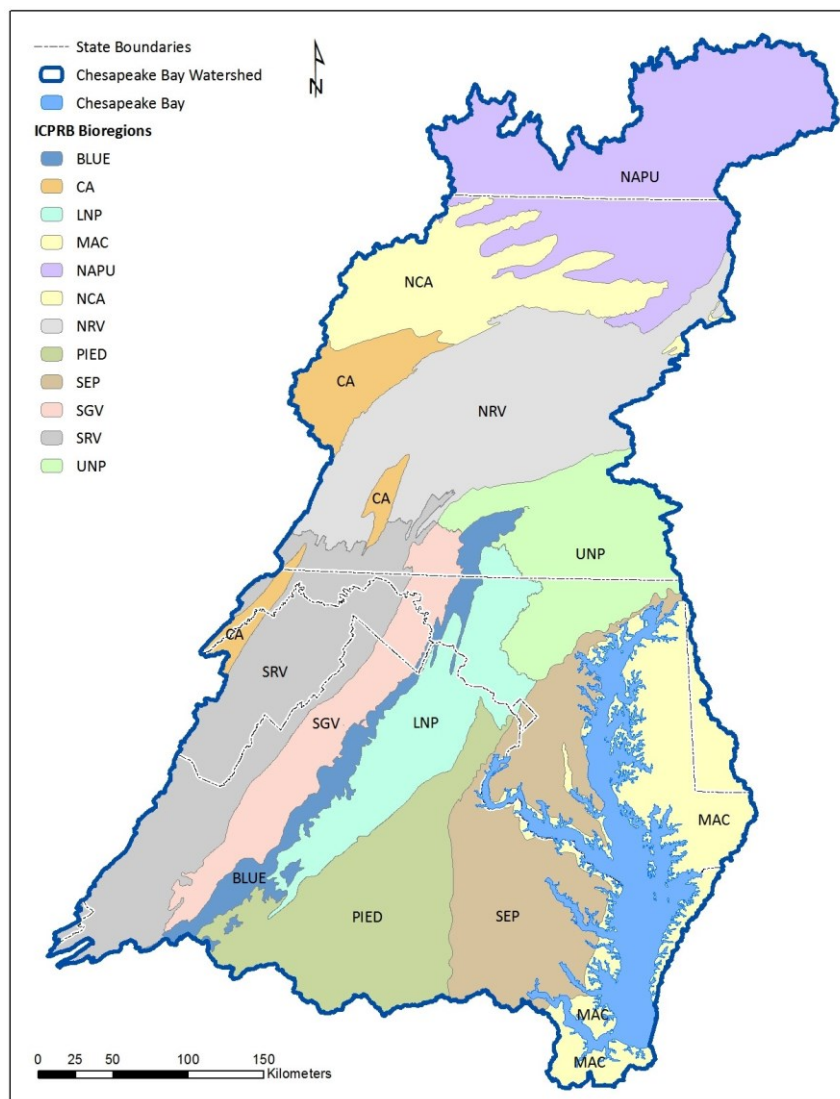 State Boundaries
Chesapeake Bay Watershed
Chesapeake Bay
ICPRB Bioregions
BLUE
CA
LNP
MAC
NAPU
NCA
NRV
PIED
SEP
SGV
SRV
UNP
N
NAPU
NCA
CA
NRV
CA
UNP
CA
SRV
SGV
LNP
MAC
BLUE
PIED
SEP
MAC
MAC
0 25 50 100 150
Kilometers